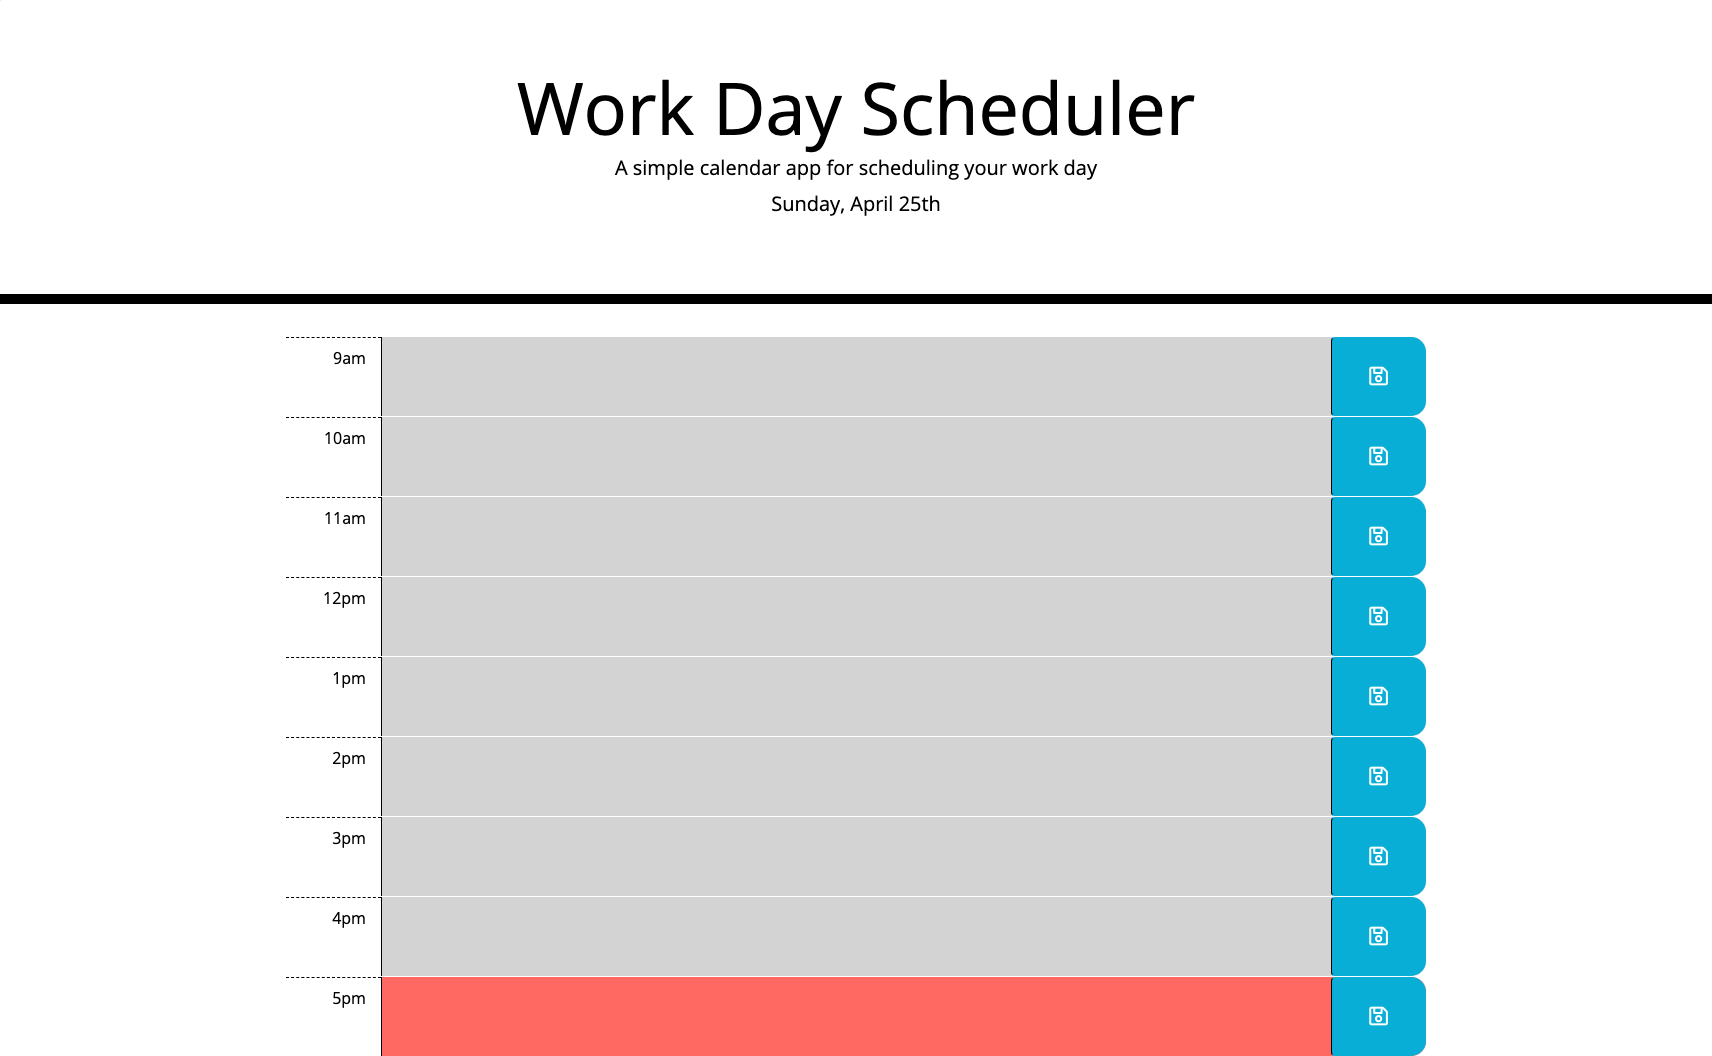 Work Day Scheduler
A simple calendar app for scheduling your work day
Sunday, April 25th
9am
10am
11am
12pm
1pm
2pm
3pm
4pm
5pm